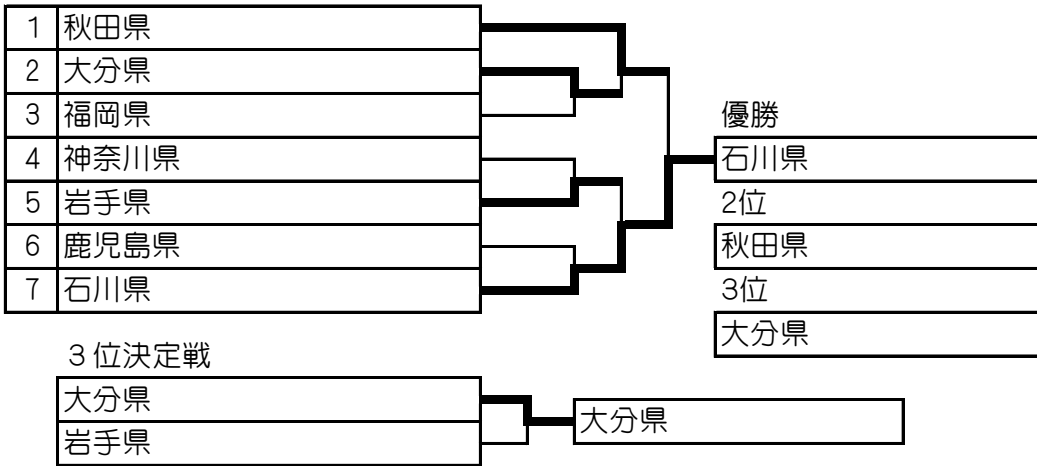 1 秋田県
2 大分県
3 福岡県
4 神奈川県
5 岩手県
6 鹿児島県
7 石川県
優勝
石川県
2位
秋田県
3位
大分県
３位決定戦
大分県
岩手県
大分県